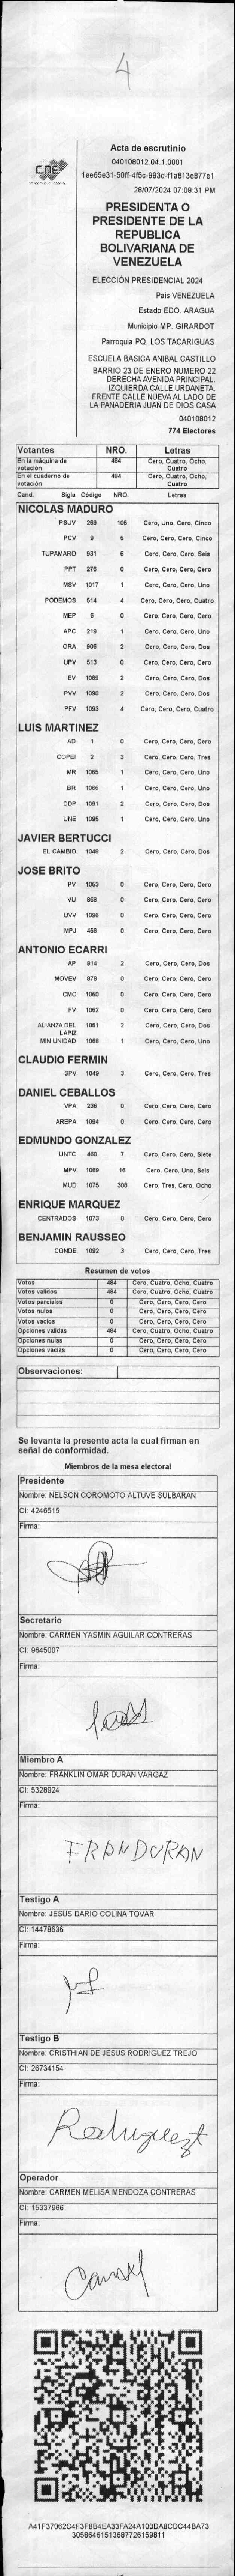 4
CNE
Acta de escrutinio
040108012.04.1.0001
1ee65e31-50ff-4f5c-993d-f1a813e877e1
28/07/2024 07:09:31 PM
PRESIDENTA O
PRESIDENTE DE LA
REPUBLICA
BOLIVARIANA DE
VENEZUELA
ELECCIÓN PRESIDENCIAL 2024
Pais VENEZUELA
Estado EDO. ARAGUA
Municipio MP. GIRARDOT
Parroquia PQ. LOS TACARIGUAS
ESCUELA BASICA ANIBAL CASTILLO
BARRIO 23 DE ENERO NUMERO 22
DERECHA AVENIDA PRINCIPAL.
IZQUIERDA CALLE URDANETA.
FRENTE CALLE NUEVA AL LADO DE
LA PANADERIA JUAN DE DIOS CASA
040108012
774 Electores
Votantes NRO. Letras
En la máquina de votación 484 Cero, Cuatro, Ocho, Cuatro
En el cuaderno de votación 484 Cero, Cuatro, Ocho, Cuatro
Cand. Sigla Código NRO. Letras
NICOLAS MADURO
PSUV 269 105 Cero, Uno, Cero, Cinco
PCV 9 5 Cero, Cero, Cero, Cinco
TUPAMARO 931 6 Cero, Cero, Cero, Seis
PPT 276 0 Cero, Cero, Cero, Cero
MSV 1017 1 Cero, Cero, Cero, Uno
PODEMOS 514 4 Cero, Cero, Cero, Cuatro
MEP 6 0 Cero, Cero, Cero, Cero
APC 219 1 Cero, Cero, Cero, Uno
ORA 906 2 Cero, Cero, Cero, Dos
UPV 513 0 Cero, Cero, Cero, Cero
EV 1089 2 Cero, Cero, Cero, Dos
PVV 1090 2 Cero, Cero, Cero, Dos
PFV 1093 4 Cero, Cero, Cero, Cuatro
LUIS MARTINEZ
AD 1 0 Cero, Cero, Cero, Cero
COPEI 2 3 Cero, Cero, Cero, Tres
MR 1065 1 Cero, Cero, Cero, Uno
BR 1066 1 Cero, Cero, Cero, Uno
DDP 1091 2 Cero, Cero, Cero, Dos
UNE 1095 1 Cero, Cero, Cero, Uno
JAVIER BERTUCCI
EL CAMBIO 1048 2 Cero, Cero, Cero, Dos
JOSE BRITO
PV 1053 0 Cero, Cero, Cero, Cero
VU 868 0 Cero, Cero, Cero, Cero
UVV 1096 0 Cero, Cero, Cero, Cero
MPJ 458 0 Cero, Cero, Cero, Cero
ANTONIO ECARRI
AP 914 2 Cero, Cero, Cero, Dos
MOVEV 978 0 Cero, Cero, Cero, Cero
CMC 1050 0 Cero, Cero, Cero, Cero
FV 1062 0 Cero, Cero, Cero, Cero
ALIANZA DEL LAPIZ 1051 2 Cero, Cero, Cero, Dos
MIN UNIDAD 1068 1 Cero, Cero, Cero, Uno
CLAUDIO FERMIN
SPV 1049 3 Cero, Cero, Cero, Tres
DANIEL CEBALLOS
VPA 236 0 Cero, Cero, Cero, Cero
AREPA 1094 0 Cero, Cero, Cero, Cero
EDMUNDO GONZALEZ
UNTC 460 7 Cero, Cero, Cero, Siete
MPV 1069 16 Cero, Cero, Uno, Seis
MUD 1075 308 Cero, Tres, Cero, Ocho
ENRIQUE MARQUEZ
CENTRADOS 1073 0 Cero, Cero, Cero, Cero
BENJAMIN RAUSSEO
CONDE 1092 3 Cero, Cero, Cero, Tres
Resumen de votos
Votos 484 Cero, Cuatro, Ocho, Cuatro
Votos validos 484 Cero, Cuatro, Ocho, Cuatro
Votos parciales 0 Cero, Cero, Cero, Cero
Votos nulos 0 Cero, Cero, Cero, Cero
Votos vacios 0 Cero, Cero, Cero, Cero
Opciones validas 484 Cero, Cuatro, Ocho, Cuatro
Opciones nulas 0 Cero, Cero, Cero, Cero
Opciones vacias 0 Cero, Cero, Cero, Cero
Observaciones:
Se levanta la presente acta la cual firman en
señal de conformidad.
Miembros de la mesa electoral
Presidente
Nombre: NELSON COROMOTO ALTUVE SULBARAN
CI: 4246515
Firma:
Secretario
Nombre: CARMEN YASMIN AGUILAR CONTRERAS
CI: 9645007
Firma:
Miembro A
Nombre: FRANKLIN OMAR DURAN VARGAZ
CI: 5328924
Firma:
FRANDURAN
Testigo A
Nombre: JESUS DARIO COLINA TOVAR
CI: 14478636
Firma:
Testigo B
Nombre: CRISTHIAN DE JESUS RODRIGUEZ TREJO
CI: 26734154
Firma:
Rodriguezt
Operador
Nombre: CARMEN MELISA MENDOZA CONTRERAS
CI: 15337966
Firma:
A41F37062C4F3F8B4EA33FA24A100DA8CDC44BA73
3058646151368772615981​1